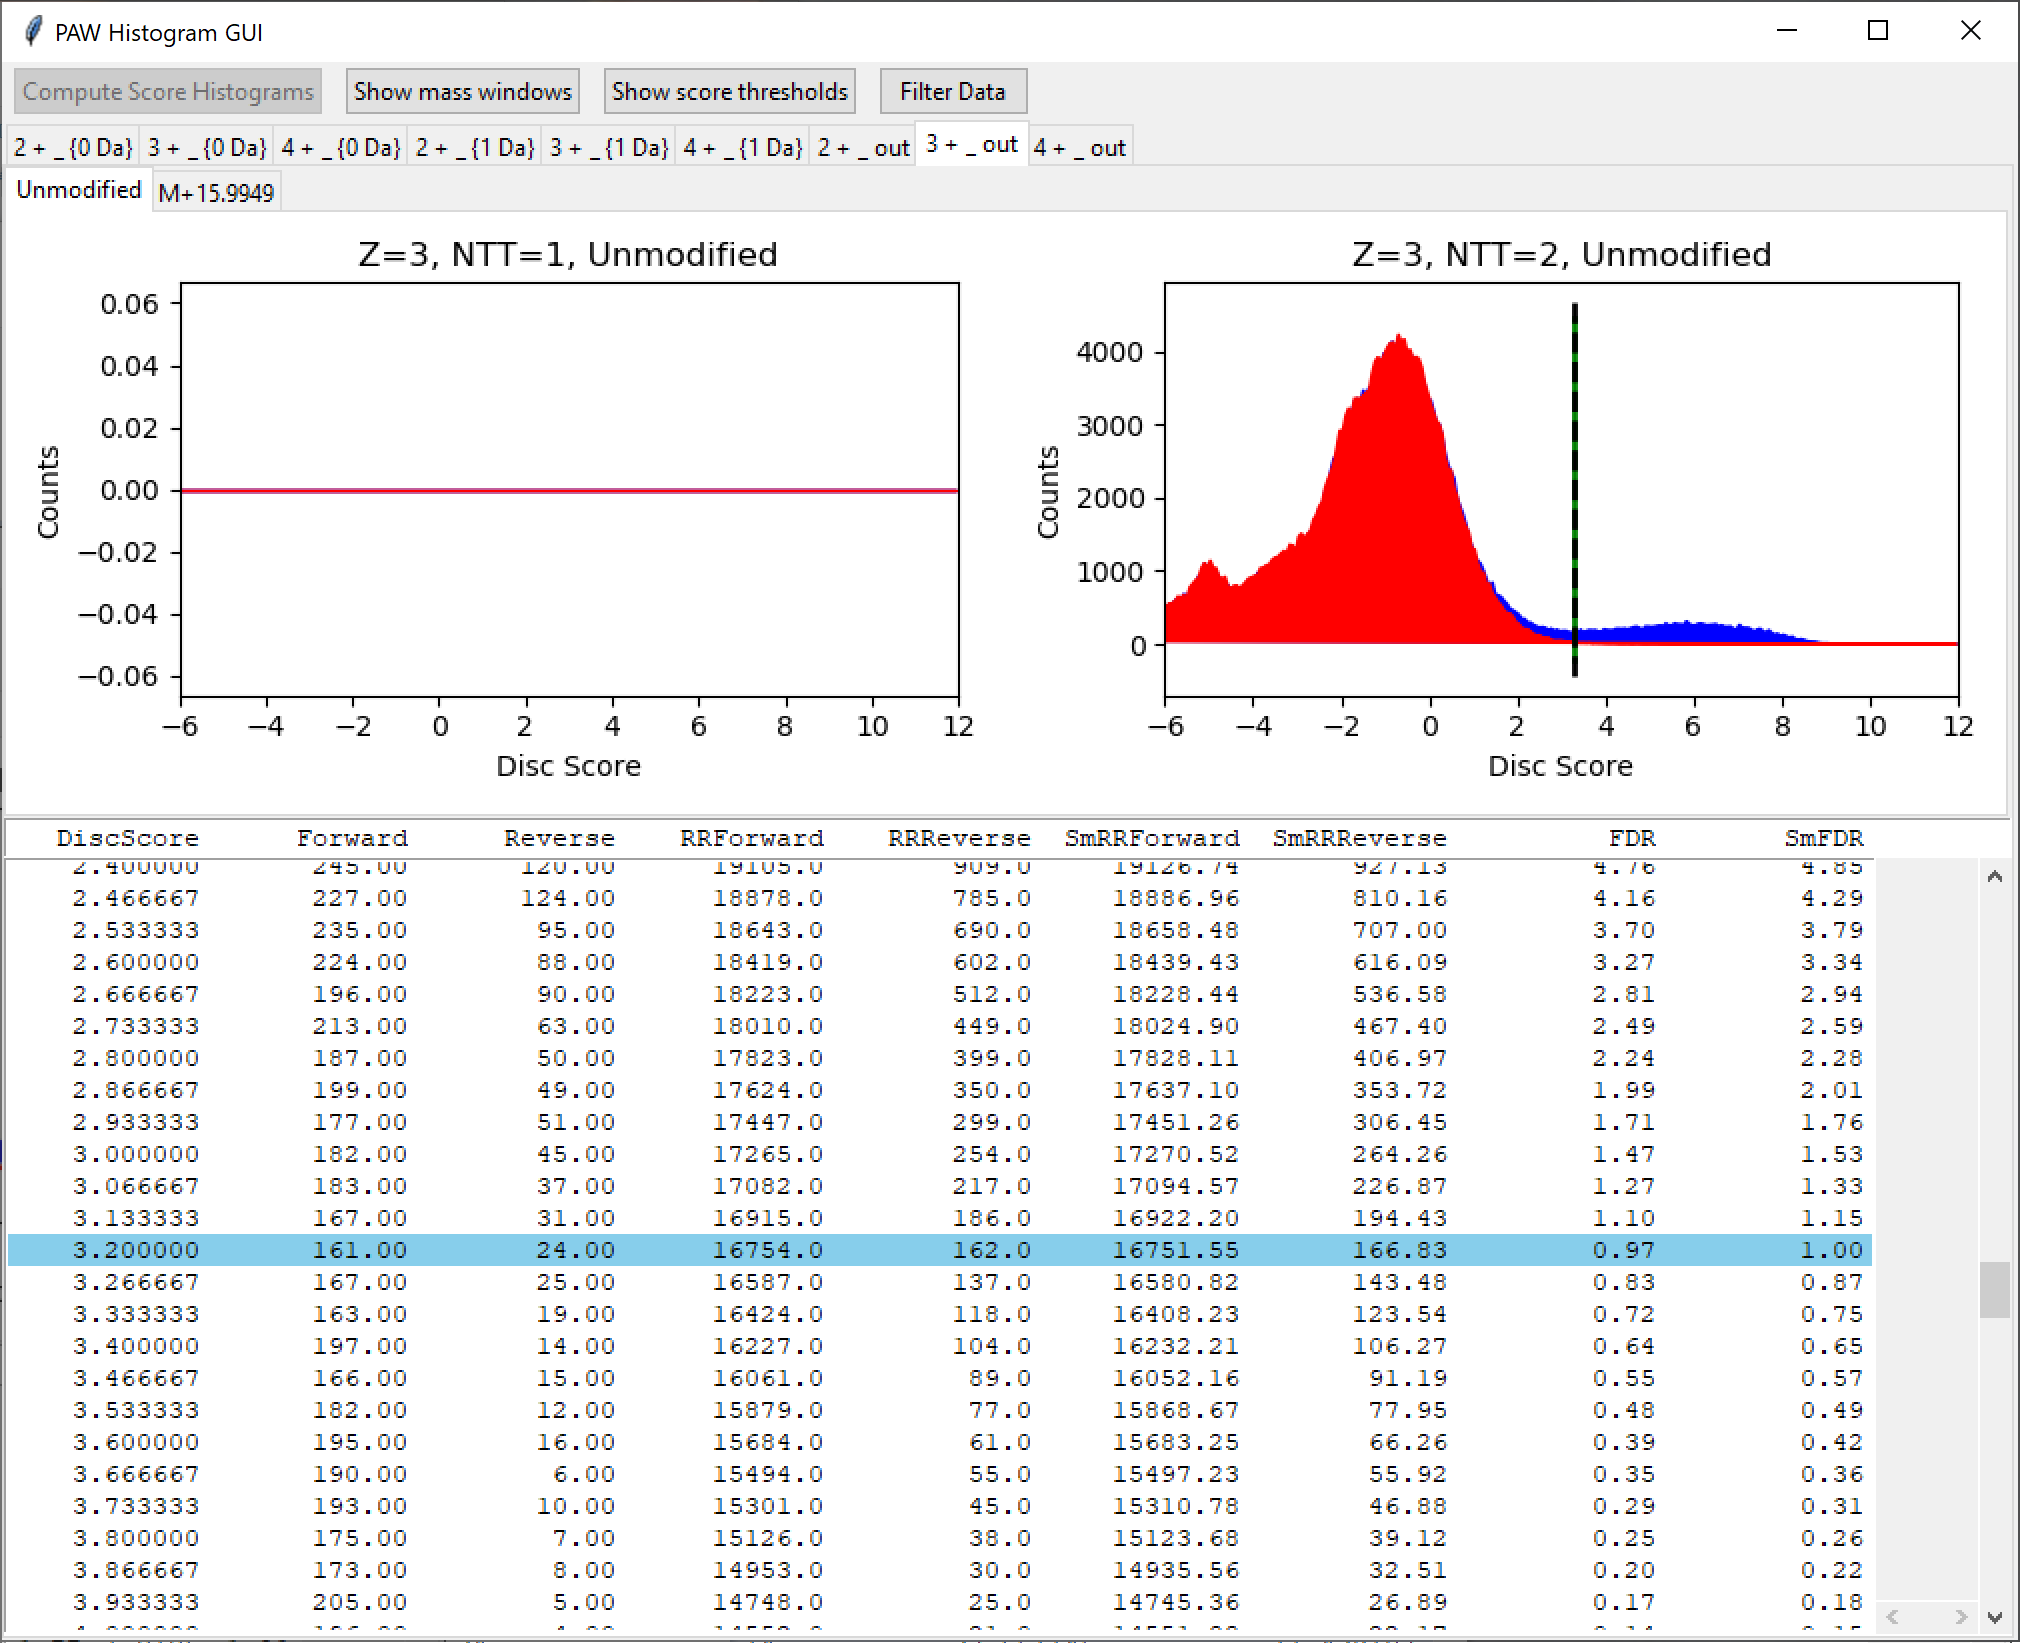 PAW Histogram GUI
Compute Score Histograms Show mass windows Show score thresholds Filter Data
2 + _ {0 Da} 3 + _ {0 Da} 4 + _ {0 Da} 2 + _ {1 Da} 3 + _ {1 Da} 4 + _ {1 Da} 2 + _ out 3 + _ out 4 + _ out
Unmodified M+15.9949
Z=3, NTT=1, Unmodified
0.06
0.04
0.02
0.00
−0.02
−0.04
−0.06
Counts
−6 −4 −2 0 2 4 6 8 10 12
Disc Score
Z=3, NTT=2, Unmodified
4000
3000
2000
1000
0
Counts
−6 −4 −2 0 2 4 6 8 10 12
Disc Score
DiscScore Forward Reverse RRForward RRReverse SmRRForward SmRRReverse FDR SmFDR
2.400000 245.00 120.00 19105.0 909.0 19126.74 927.13 4.76 4.85
2.466667 227.00 124.00 18878.0 785.0 18886.96 810.16 4.16 4.29
2.533333 235.00 95.00 18643.0 690.0 18658.48 707.00 3.70 3.79
2.600000 224.00 88.00 18419.0 602.0 18439.43 616.09 3.27 3.34
2.666667 196.00 90.00 18223.0 512.0 18228.44 536.58 2.81 2.94
2.733333 213.00 63.00 18010.0 449.0 18024.90 467.40 2.49 2.59
2.800000 187.00 50.00 17823.0 399.0 17828.11 406.97 2.24 2.28
2.866667 199.00 49.00 17624.0 350.0 17637.10 353.72 1.99 2.01
2.933333 177.00 51.00 17447.0 299.0 17451.26 306.45 1.71 1.76
3.000000 182.00 45.00 17265.0 254.0 17270.52 264.26 1.47 1.53
3.066667 183.00 37.00 17082.0 217.0 17094.57 226.87 1.27 1.33
3.133333 167.00 31.00 16915.0 186.0 16922.20 194.43 1.10 1.15
3.200000 161.00 24.00 16754.0 162.0 16751.55 166.83 0.97 1.00
3.266667 167.00 25.00 16587.0 137.0 16580.82 143.48 0.83 0.87
3.333333 163.00 19.00 16424.0 118.0 16408.23 123.54 0.72 0.75
3.400000 197.00 14.00 16227.0 104.0 16232.21 106.27 0.64 0.65
3.466667 166.00 15.00 16061.0 89.0 16052.16 91.19 0.55 0.57
3.533333 182.00 12.00 15879.0 77.0 15868.67 77.95 0.48 0.49
3.600000 195.00 16.00 15684.0 61.0 15683.25 66.26 0.39 0.42
3.666667 190.00 6.00 15494.0 55.0 15497.23 55.92 0.35 0.36
3.733333 193.00 10.00 15301.0 45.0 15310.78 46.88 0.29 0.31
3.800000 175.00 7.00 15126.0 38.0 15123.68 39.12 0.25 0.26
3.866667 173.00 8.00 14953.0 30.0 14935.56 32.51 0.20 0.22
3.933333 205.00 5.00 14748.0 25.0 14745.36 26.89 0.17 0.18